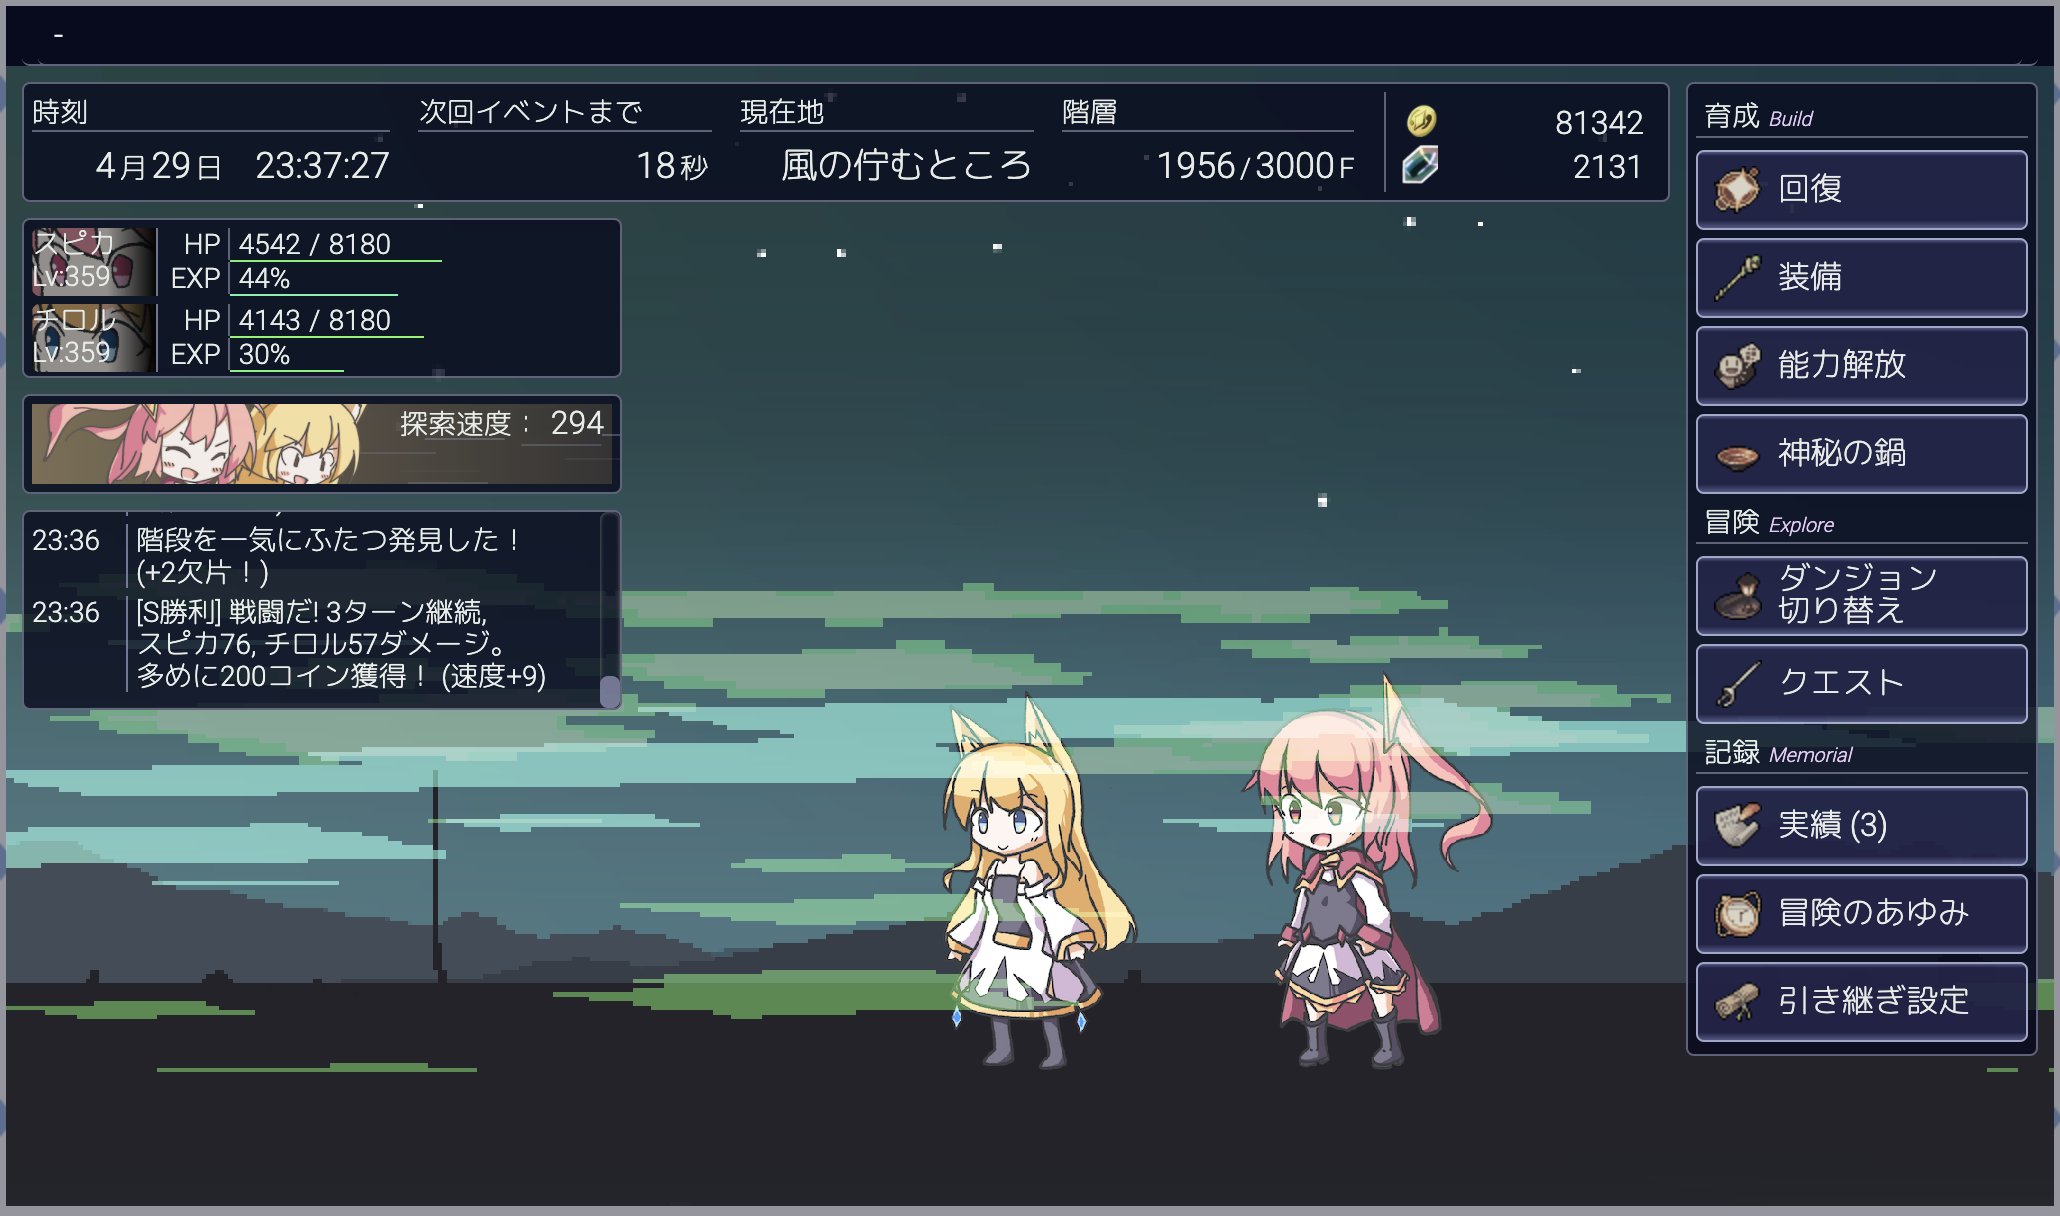 -
時刻
4月29日 23:37:27
次回イベントまで
18秒
現在地
風の佇むところ
階層
1956/3000F
81342
2131
スピカ
Lv:359
HP 4542 / 8180
EXP 44%
チロル
Lv:359
HP 4143 / 8180
EXP 30%
探索速度： 294
23:36 階段を一気にふたつ発見した！
(+2欠片！)
23:36 [S勝利] 戦闘だ! 3ターン継続,
スピカ76, チロル57ダメージ。
多めに200コイン獲得！ (速度+9)
育成 Build
回復
装備
能力解放
神秘の鍋
冒険 Explore
ダンジョン
切り替え
クエスト
記録 Memorial
実績 (3)
冒険のあゆみ
引き継ぎ設定